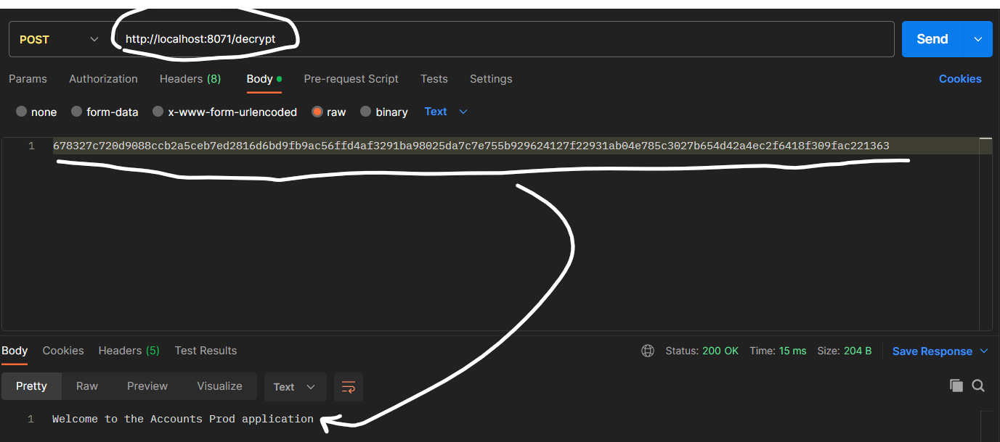 POST http://localhost:8071/decrypt Send
Params Authorization Headers (8) Body Pre-request Script Tests Settings Cookies
none form-data x-www-form-urlencoded raw binary Text
1 678327c720d9088ccb2a5ceb7ed2816d6bd9fb9ac56ffd4af3291ba98025da7c7e755b929624127f22931ab04e785c3027b654d42a4ec2f6418f309fac221363
Body Cookies Headers (5) Test Results Status: 200 OK Time: 15 ms Size: 204 B Save Response
Pretty Raw Preview Visualize Text
1 Welcome to the Accounts Prod application